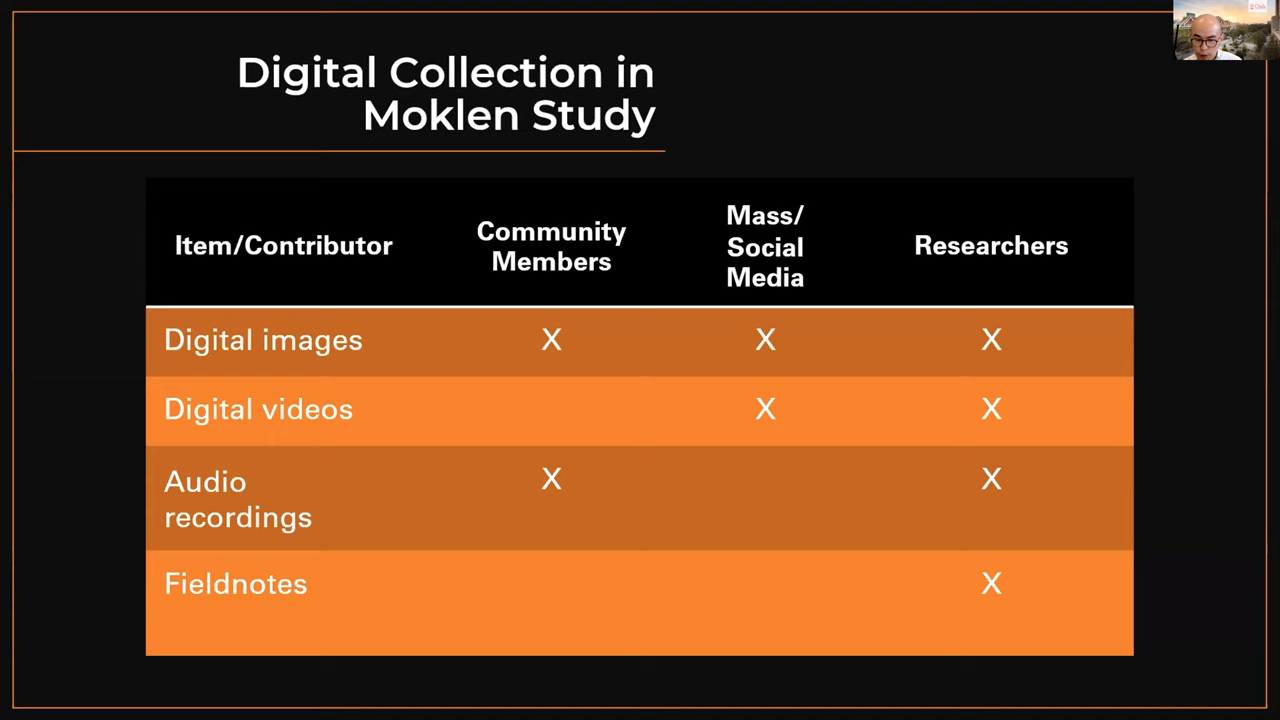 Digital Collection in
Moklen Study
Item/Contributor
Community
Members
Mass/
Social
Media
Researchers
Digital images X X X
Digital videos X X
Audio
recordings
X X
Fieldnotes X